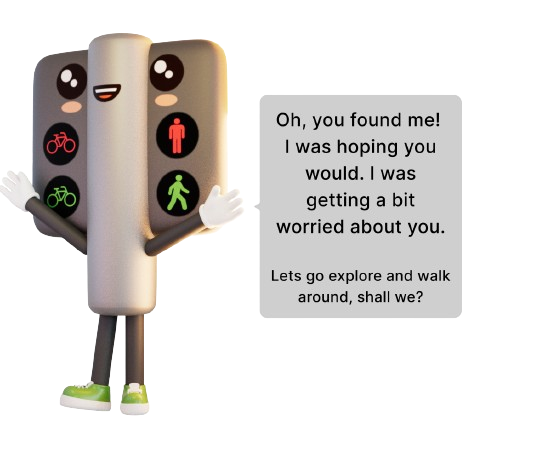 Oh, you found me!
I was hoping you
would. I was
getting a bit
worried about you.
Lets go explore and walk
around, shall we?